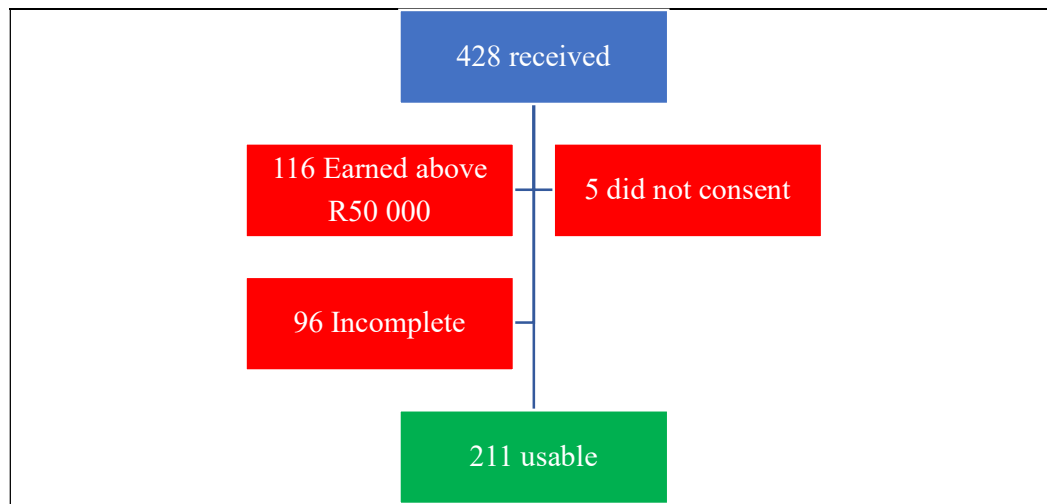 428 received
116 Earned above
R50 000
5 did not consent
96 Incomplete
211 usable